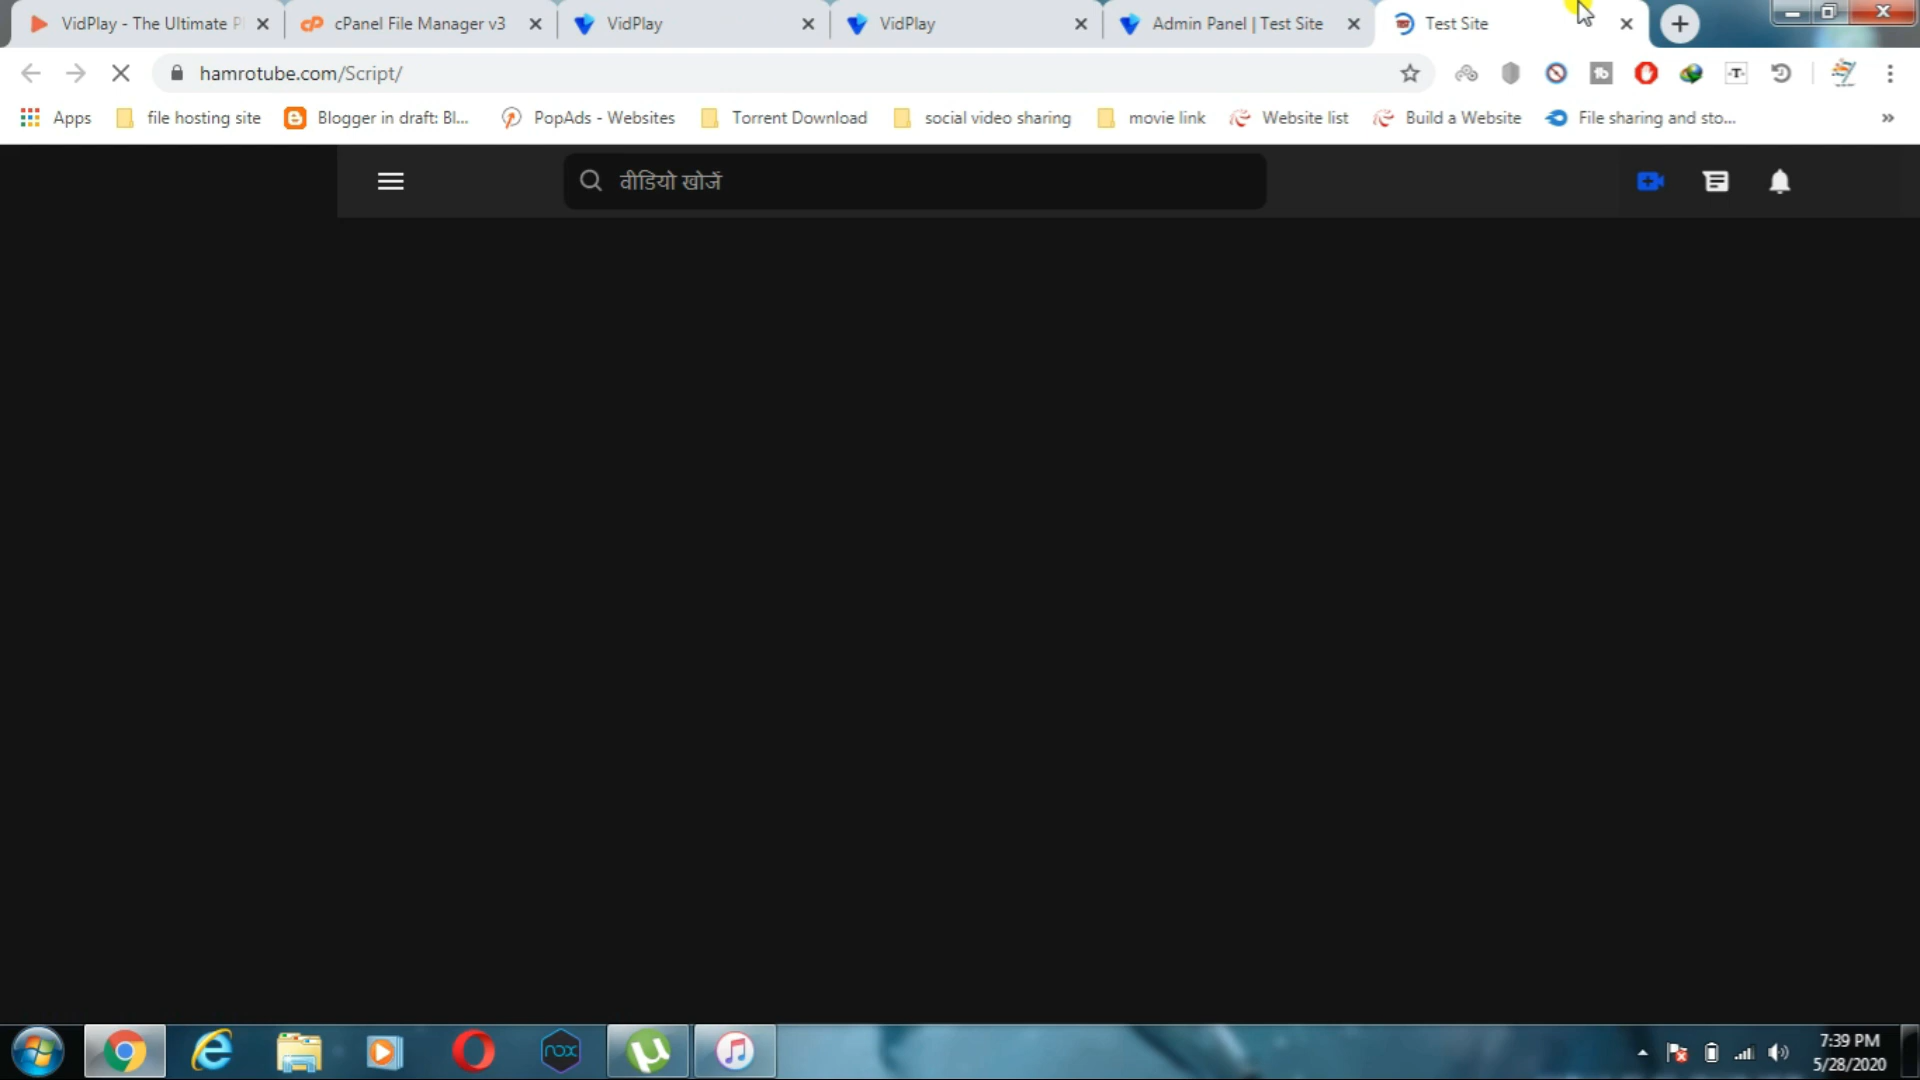 VidPlay - The Ultimate P
cPanel File Manager v3
VidPlay
VidPlay
Admin Panel | Test Site
Test Site
hamrotube.com/Script/
Apps
file hosting site
Blogger in draft: Bl...
PopAds - Websites
Torrent Download
social video sharing
movie link
Website list
Build a Website
File sharing and sto...
»
वीडियो खोजें
nox
7:39 PM
5/28/2020